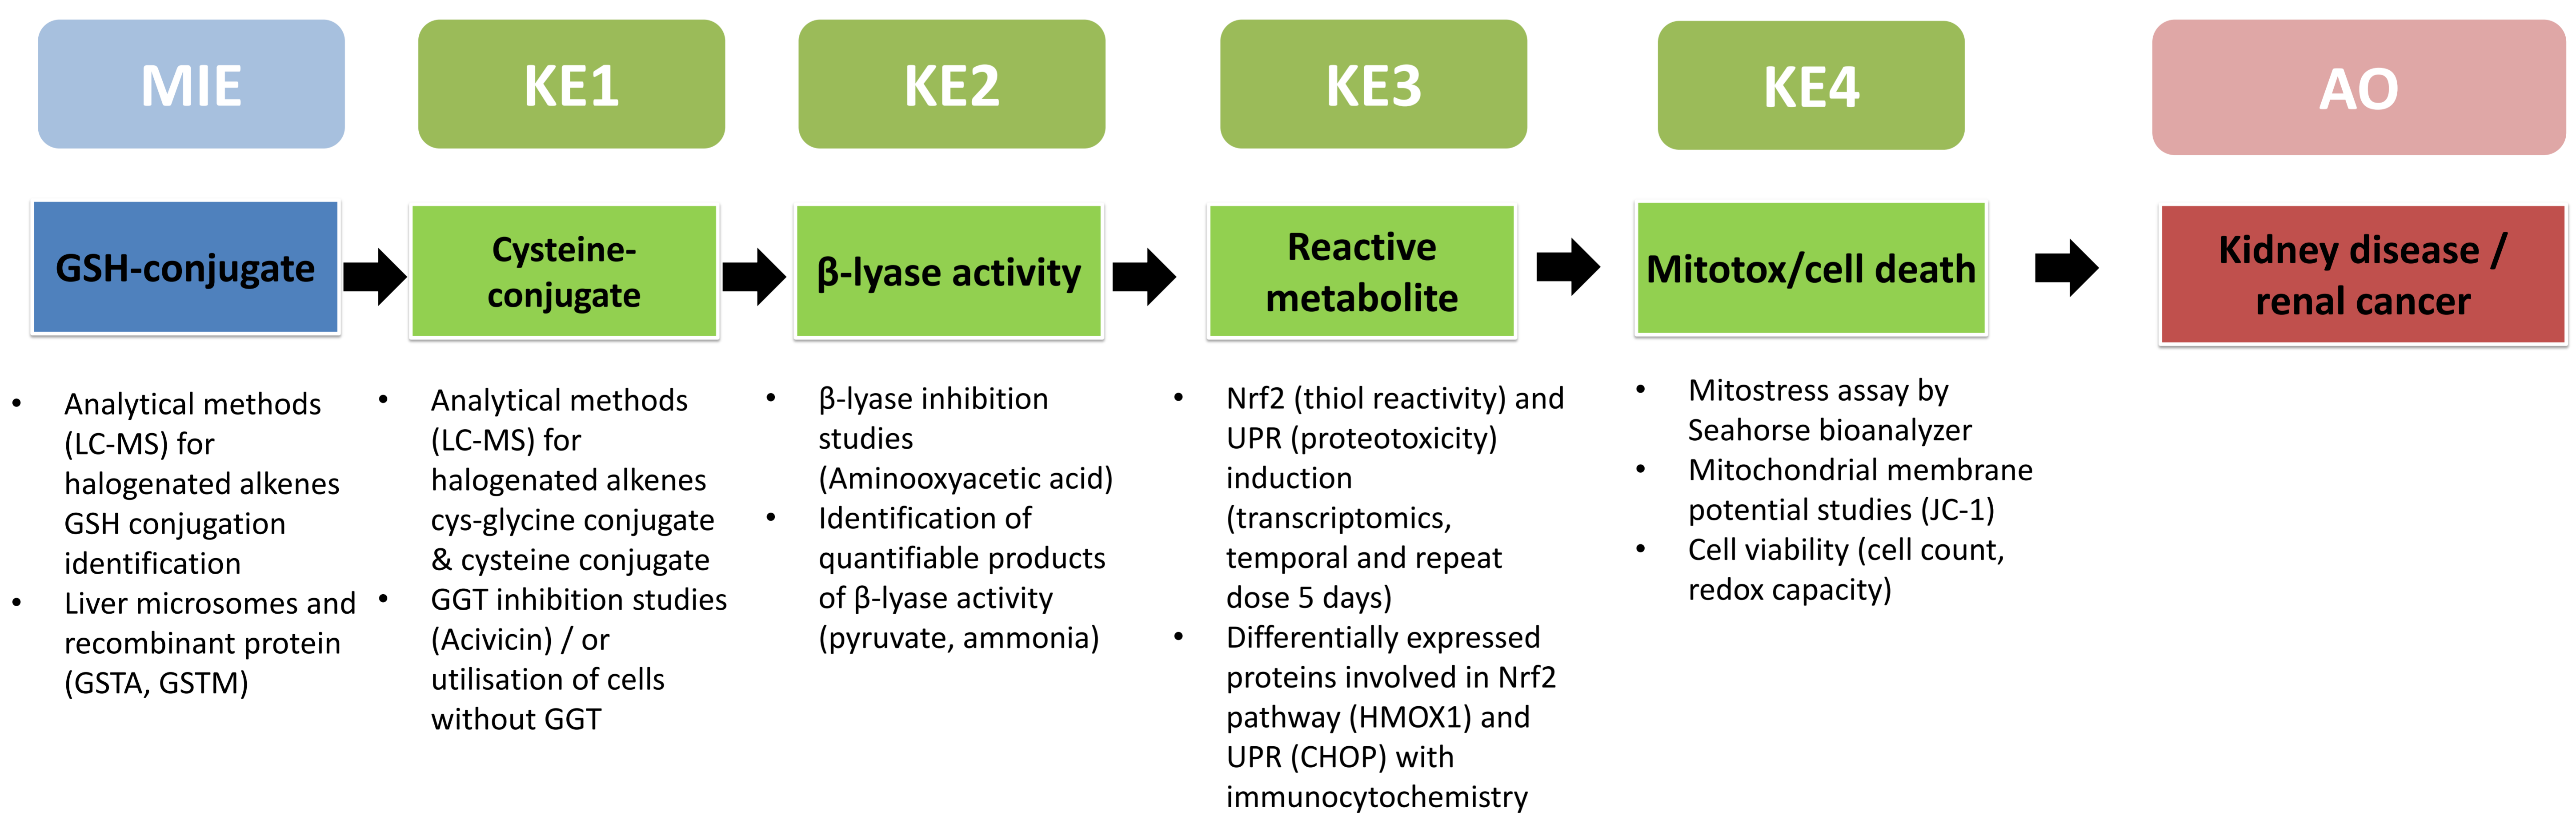 MIE
KE1
KE2
KE3
KE4
AO
GSH-conjugate
Cysteine-
conjugate
β-lyase activity
Reactive
metabolite
Mitotox/cell death
Kidney disease /
renal cancer
• Analytical methods
(LC-MS) for
halogenated alkenes
GSH conjugation
identification
• Liver microsomes and
recombinant protein
(GSTA, GSTM)
• Analytical methods
(LC-MS) for
halogenated alkenes
cys-glycine conjugate
& cysteine conjugate
• GGT inhibition studies
(Acivicin) / or
utilisation of cells
without GGT
• β-lyase inhibition
studies
(Aminooxyacetic acid)
• Identification of
quantifiable products
of β-lyase activity
(pyruvate, ammonia)
• Nrf2 (thiol reactivity) and
UPR (proteotoxicity)
induction
(transcriptomics,
temporal and repeat
dose 5 days)
• Differentially expressed
proteins involved in Nrf2
pathway (HMOX1) and
UPR (CHOP) with
immunocytochemistry
• Mitostress assay by
Seahorse bioanalyzer
• Mitochondrial membrane
potential studies (JC-1)
• Cell viability (cell count,
redox capacity)